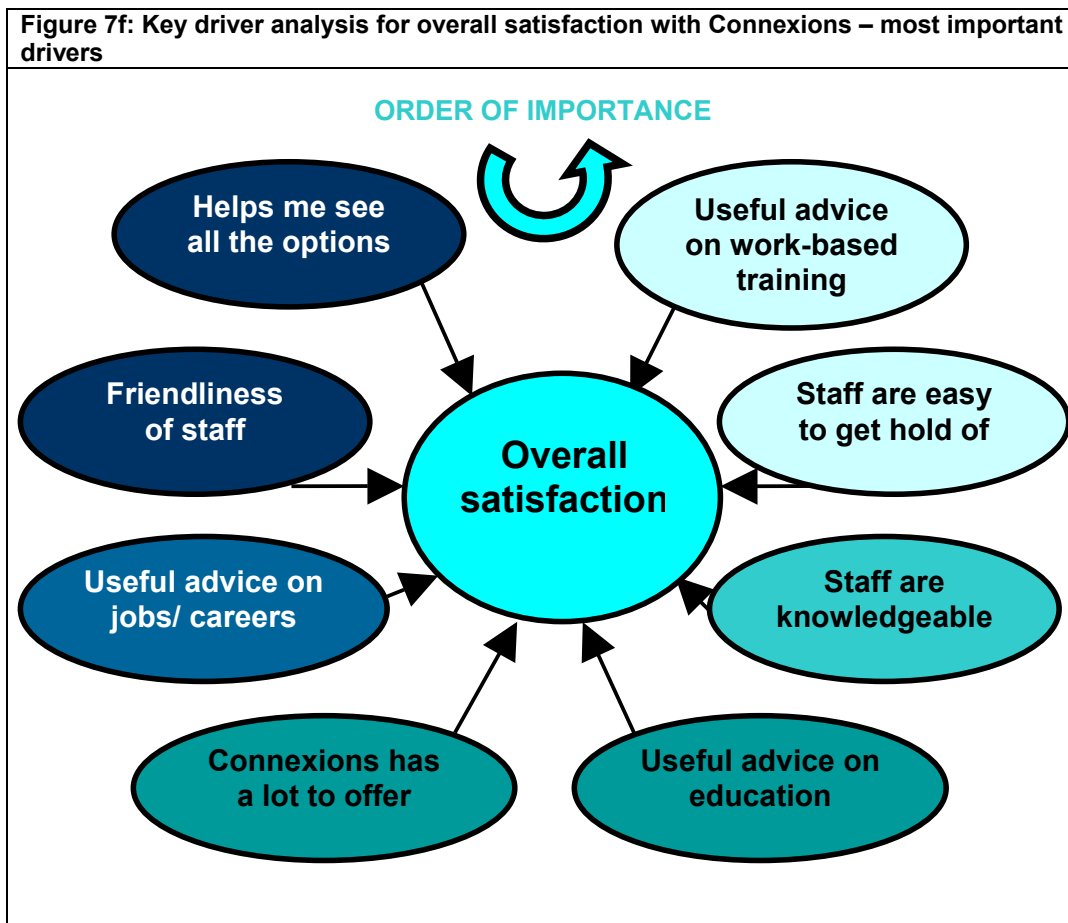 Figure 7f: Key driver analysis for overall satisfaction with Connexions – most important
drivers
ORDER OF IMPORTANCE
Helps me see
all the options
Useful advice
on work-based
training
Friendliness
of staff
Staff are easy
to get hold of
Overall
satisfaction
Useful advice on
jobs/ careers
Staff are
knowledgeable
Connexions has
a lot to offer
Useful advice on
education